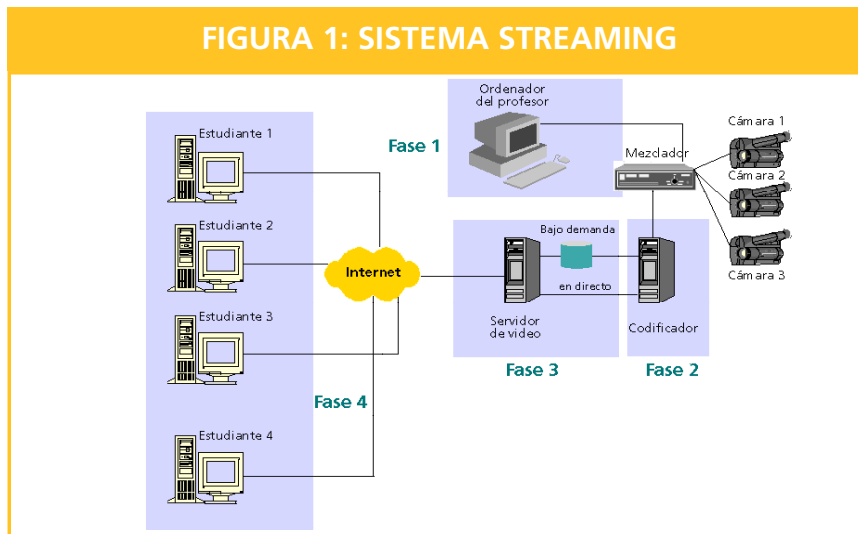 FIGURA 1: SISTEMA STREAMING
Ordenador
del profesor
Fase 1
Mezclador
Cámara 1
Cámara 2
Cámara 3
Estudiante 1
Estudiante 2
Estudiante 3
Estudiante 4
Internet
Bajo demanda
en directo
Servidor
de video
Codificador
Fase 3
Fase 2
Fase 4